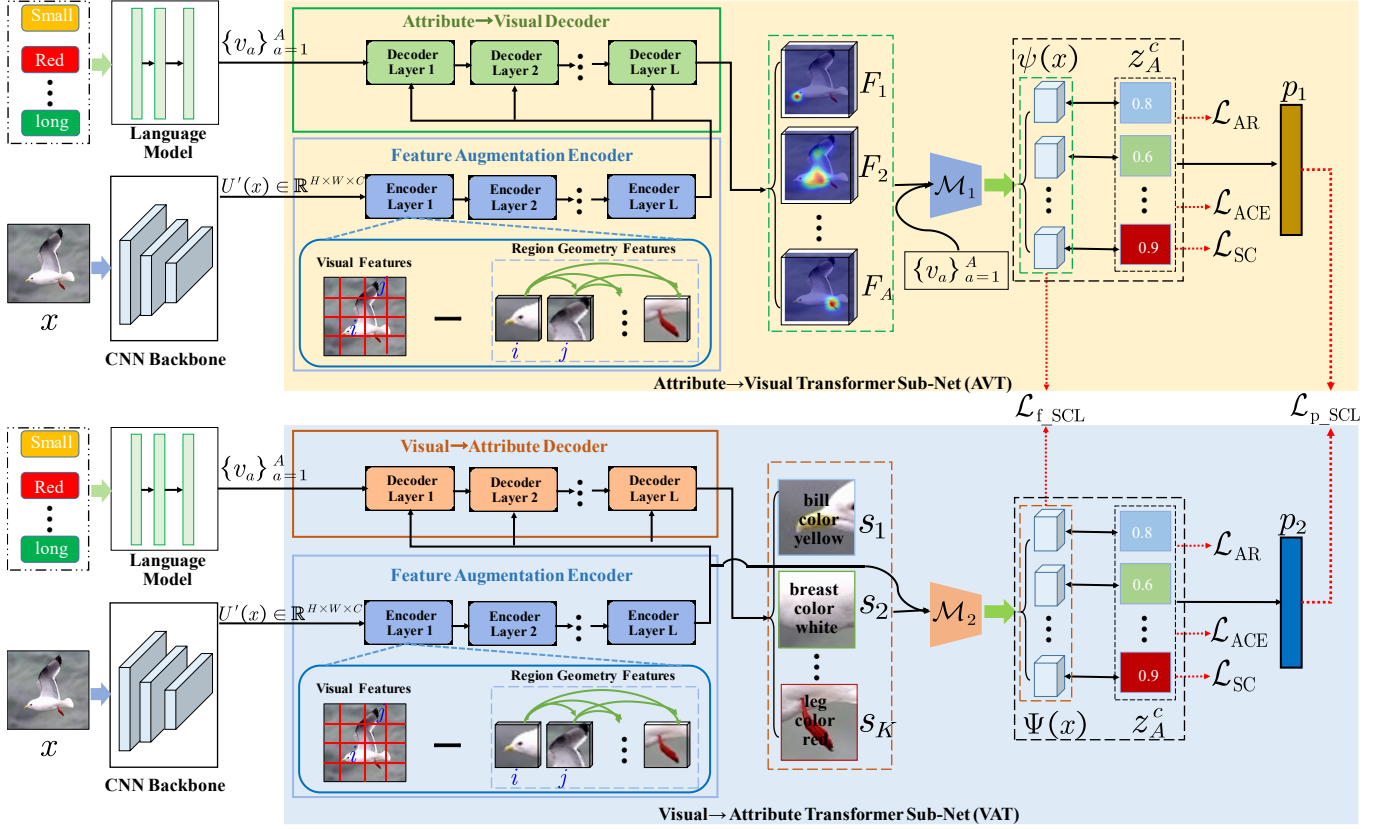 Small
Red
long
Language
Model
{v_a}_{a=1}^{A}
x
CNN Backbone
U′(x) ∈ ℝ^{H×W×C}
Attribute→Visual Decoder
Decoder
Layer 1
Decoder
Layer 2
Decoder
Layer L
Feature Augmentation Encoder
Encoder
Layer 1
Encoder
Layer 2
Encoder
Layer L
Visual Features
j
i
Region Geometry Features
i
j
F_1
F_2
F_A
M_1
{v_a}_{a=1}^{A}
ψ(x)
z_A^c
0.8
0.6
0.9
L_AR
L_ACE
L_SC
p_1
Attribute→Visual Transformer Sub-Net (AVT)
L_f_SCL
L_p_SCL
Small
Red
long
Language
Model
{v_a}_{a=1}^{A}
x
CNN Backbone
U′(x) ∈ ℝ^{H×W×C}
Visual→Attribute Decoder
Decoder
Layer 1
Decoder
Layer 2
Decoder
Layer L
Feature Augmentation Encoder
Encoder
Layer 1
Encoder
Layer 2
Encoder
Layer L
Visual Features
j
i
Region Geometry Features
i
j
bill
color
yellow
s_1
breast
color
white
s_2
leg
color
red
s_K
M_2
0.8
0.6
0.9
Ψ(x)
z_A^c
L_AR
L_ACE
L_SC
p_2
Visual→ Attribute Transformer Sub-Net (VAT)